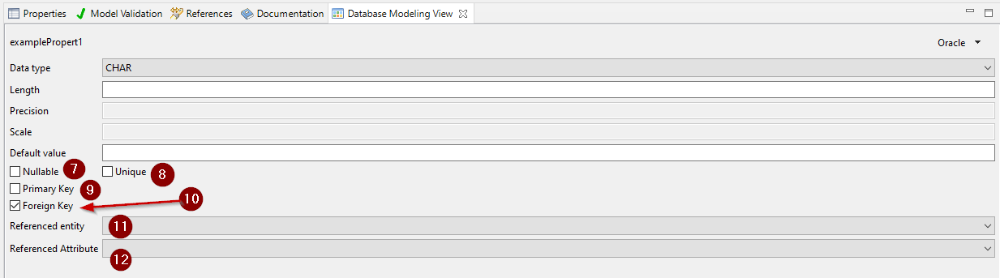 Properties Model Validation References Documentation Database Modeling View
examplePropert1 Oracle
Data type CHAR
Length
Precision
Scale
Default value
Nullable 7 Unique 8
Primary Key 9
Foreign Key 10
Referenced entity 11
Referenced Attribute 12